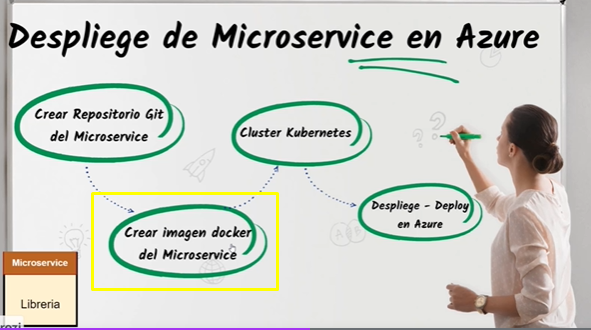 Despliege de Microservice en Azure
Crear Repositorio Git
del Microservice
Cluster Kubernetes
Crear imagen docker
del Microservice
Despliege - Deploy
en Azure
? ?
Microservice
Libreria